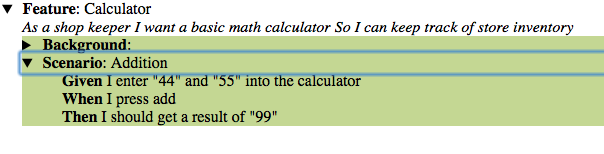 Feature: Calculator
As a shop keeper I want a basic math calculator So I can keep track of store inventory
Background:
Scenario: Addition
Given I enter "44" and "55" into the calculator
When I press add
Then I should get a result of "99"